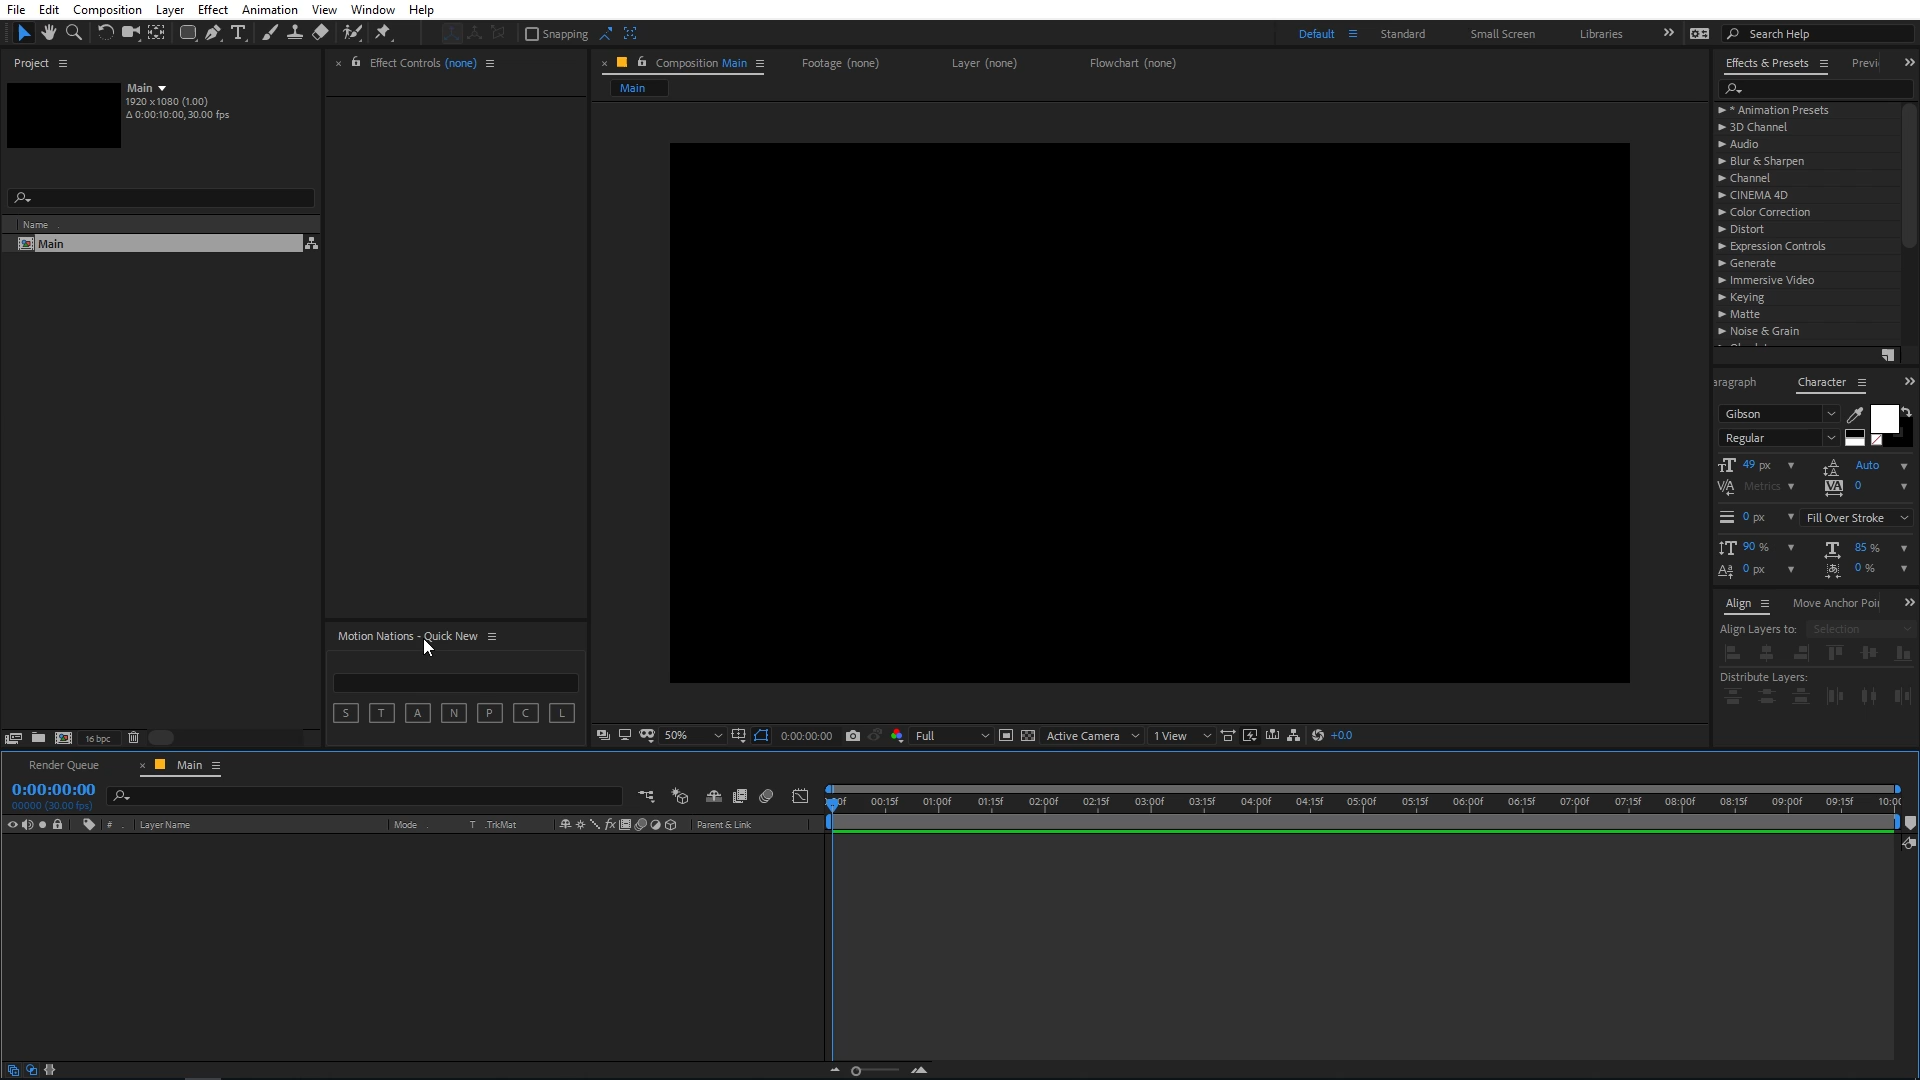 File Edit Composition Layer Effect Animation View Window Help
Snapping
Default Standard Small Screen Libraries Search Help
Project
Main
1920 x 1080 (1.00)
Δ 0:00:10:00, 30.00 fps
Name
Main
16 bpc
Effect Controls (none)
Motion Nations - Quick New
S T A N P C L
Composition Main Footage (none) Layer (none) Flowchart (none)
Main
50% 0:00:00:00 Full Active Camera 1 View +0.0
Effects & Presets
* Animation Presets
3D Channel
Audio
Blur & Sharpen
Channel
CINEMA 4D
Color Correction
Distort
Expression Controls
Generate
Immersive Video
Keying
Matte
Noise & Grain
aragraph Character
Gibson
Regular
49 px Auto
Metrics 0
0 px Fill Over Stroke
90 % 85 %
0 px 0 %
Align Move Anchor Poi
Align Layers to: Selection
Distribute Layers:
Render Queue Main
0:00:00:00
00000 (30.00 fps)
# Layer Name Mode T .TrkMat fx Parent & Link
00:15f 01:00f 01:15f 02:00f 02:15f 03:00f 03:15f 04:00f 04:15f 05:00f 05:15f 06:00f 06:15f 07:00f 07:15f 08:00f 08:15f 09:00f 09:15f 10:00